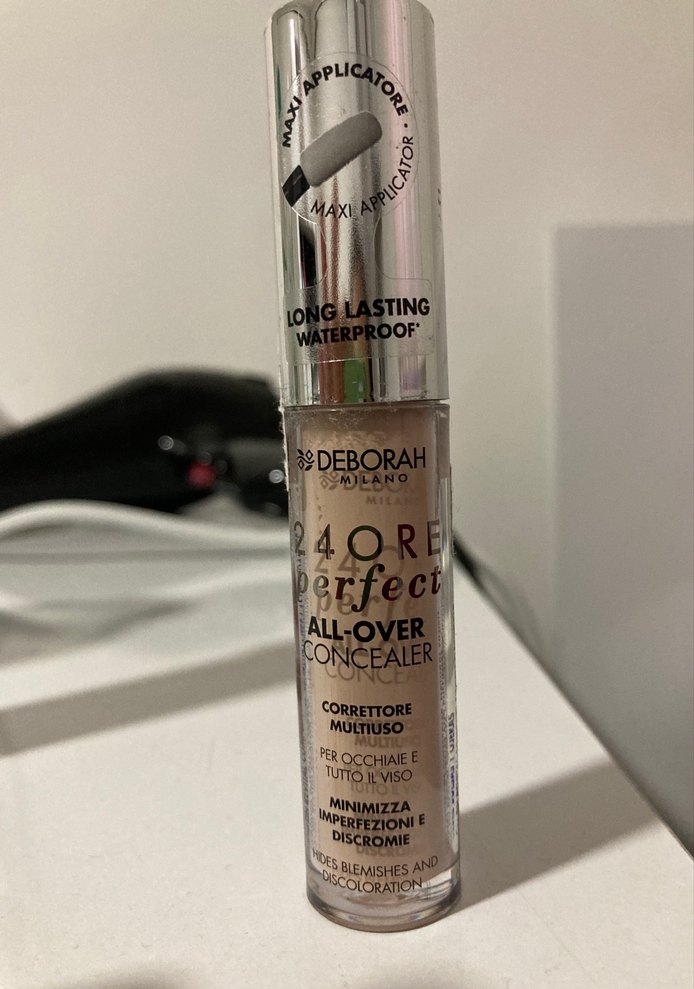 MAXI APPLICATORE •
MAXI APPLICATOR
LONG LASTING
WATERPROOF*
DEBORAH
MILANO
24ORE
perfect
ALL-OVER
CONCEALER
CORRETTORE
MULTIUSO
PER OCCHIAIE E
TUTTO IL VISO
MINIMIZZA
IMPERFEZIONI E
DISCROMIE
HIDES BLEMISHES AND
DISCOLORATION